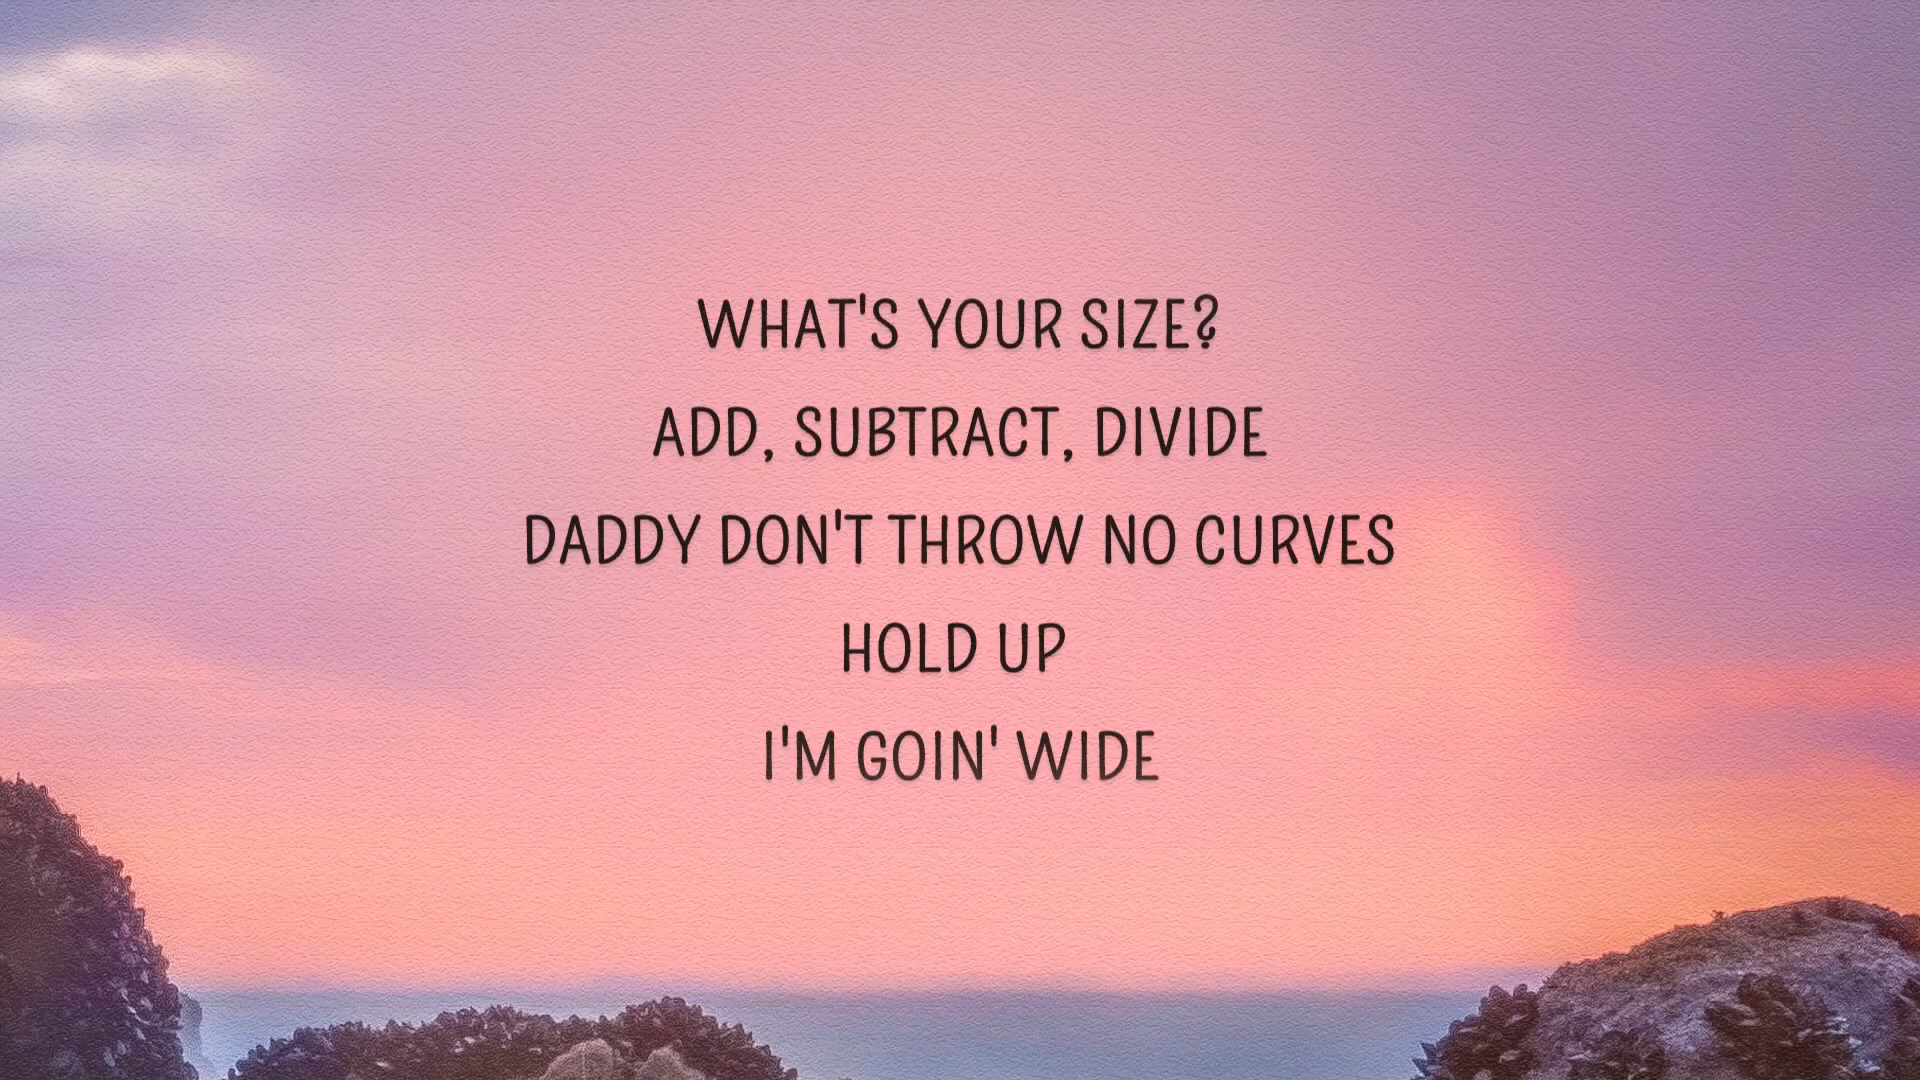 WHAT'S YOUR SIZE?
ADD, SUBTRACT, DIVIDE
DADDY DON'T THROW NO CURVES
HOLD UP
I'M GOIN' WIDE